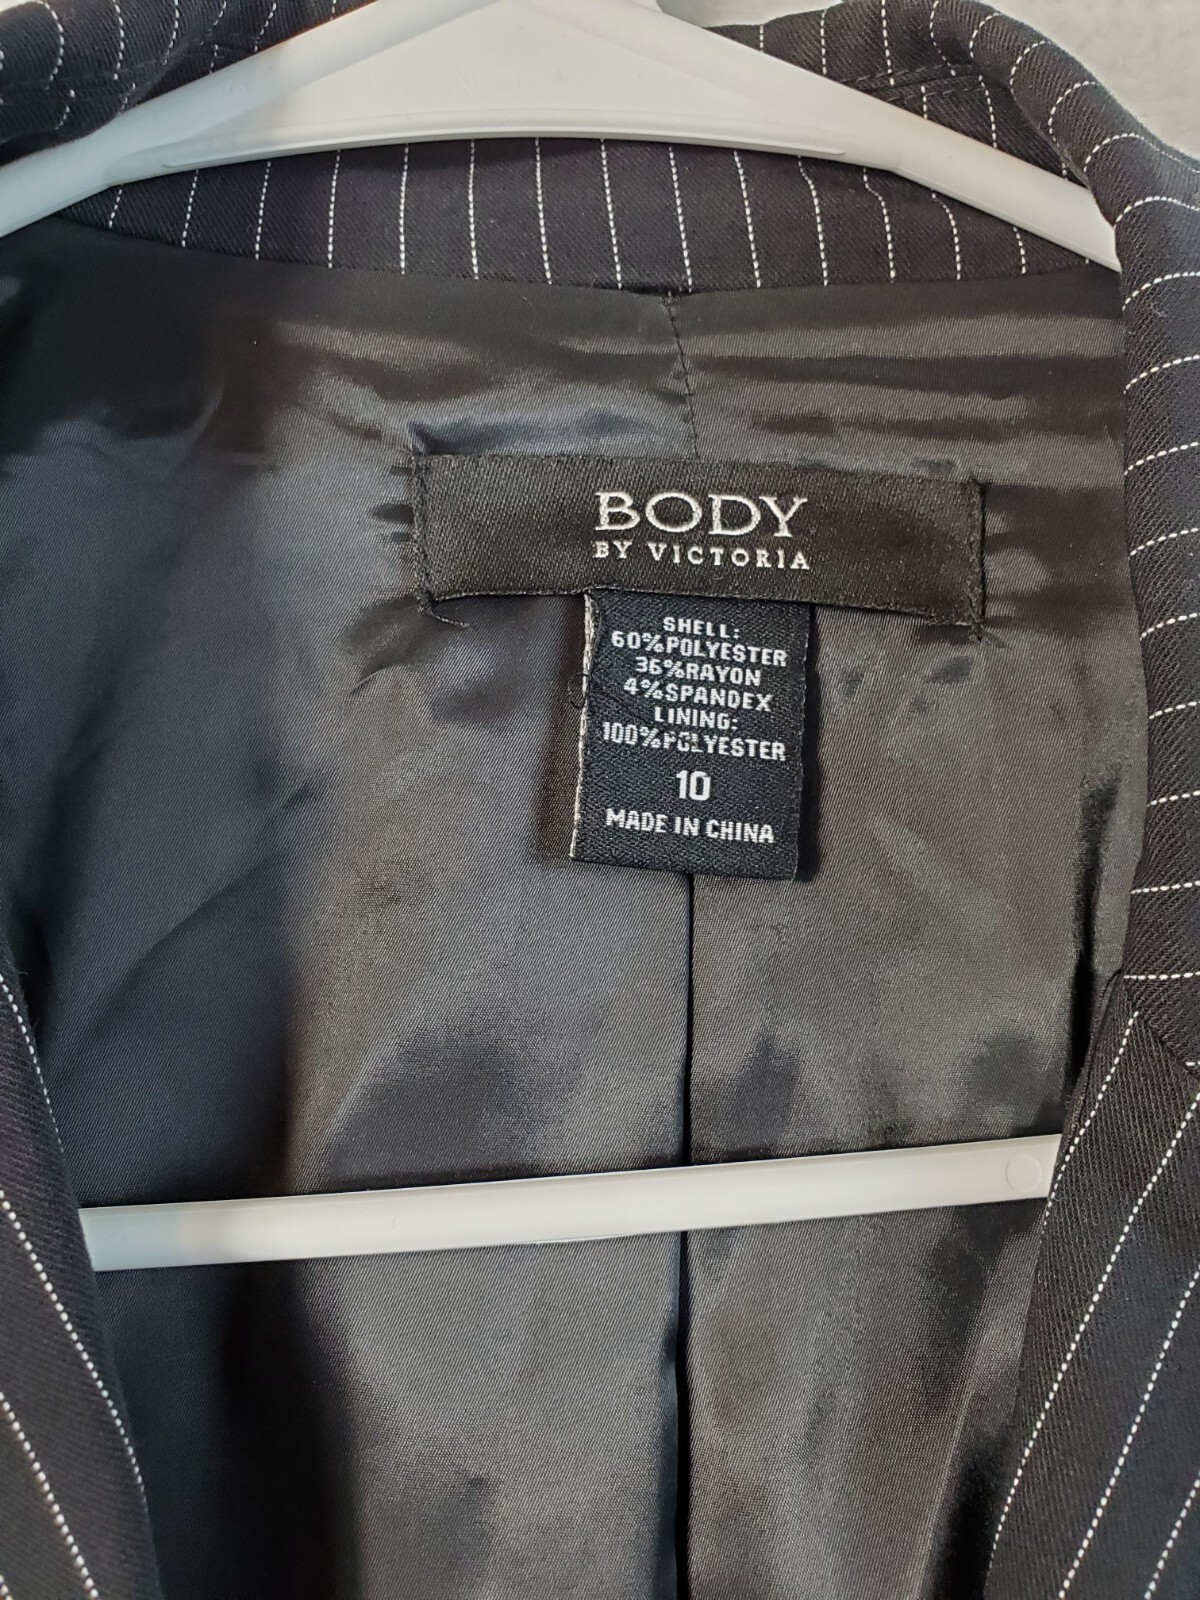 BODY
BY VICTORIA
SHELL:
60%POLYESTER
36%RAYON
4%SPANDEX
LINING:
100%POLYESTER
10
MADE IN CHINA